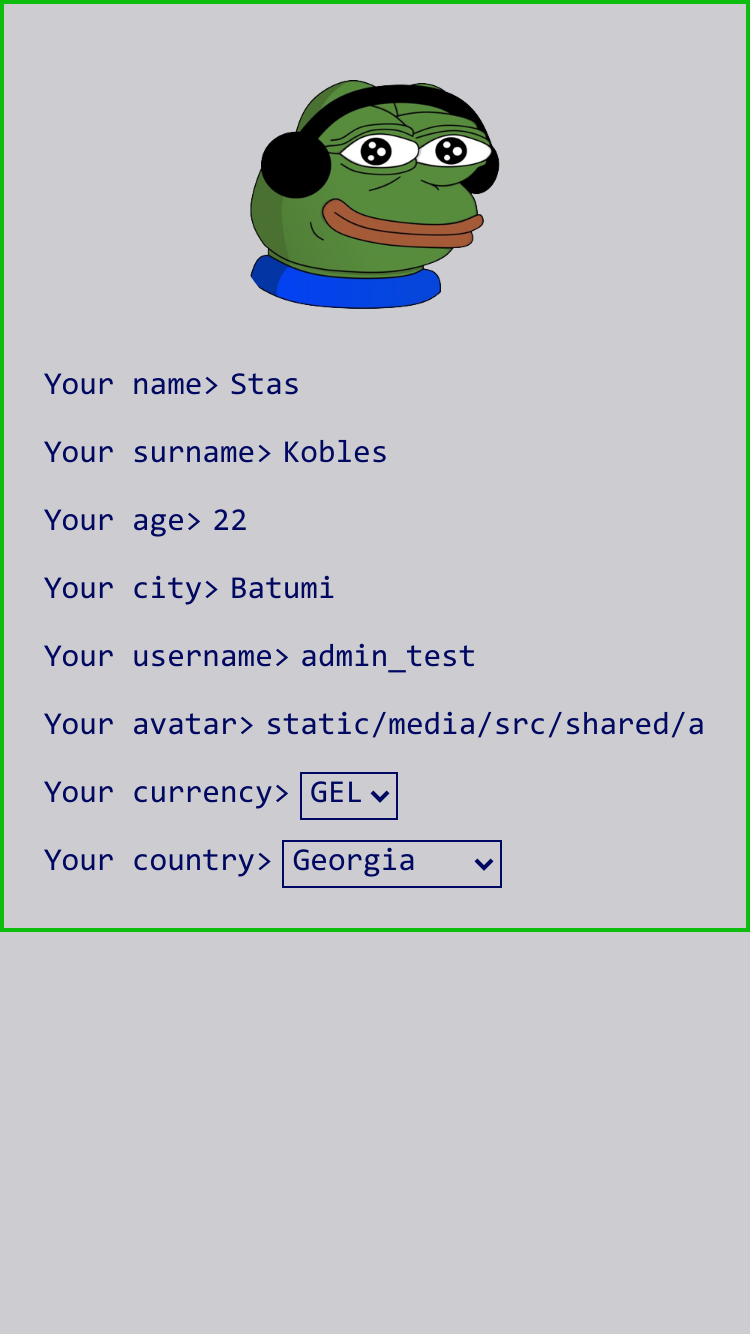 Your name> Stas
Your surname> Kobles
Your age> 22
Your city> Batumi
Your username> admin_test
Your avatar> static/media/src/shared/a
Your currency> GEL
Your country> Georgia